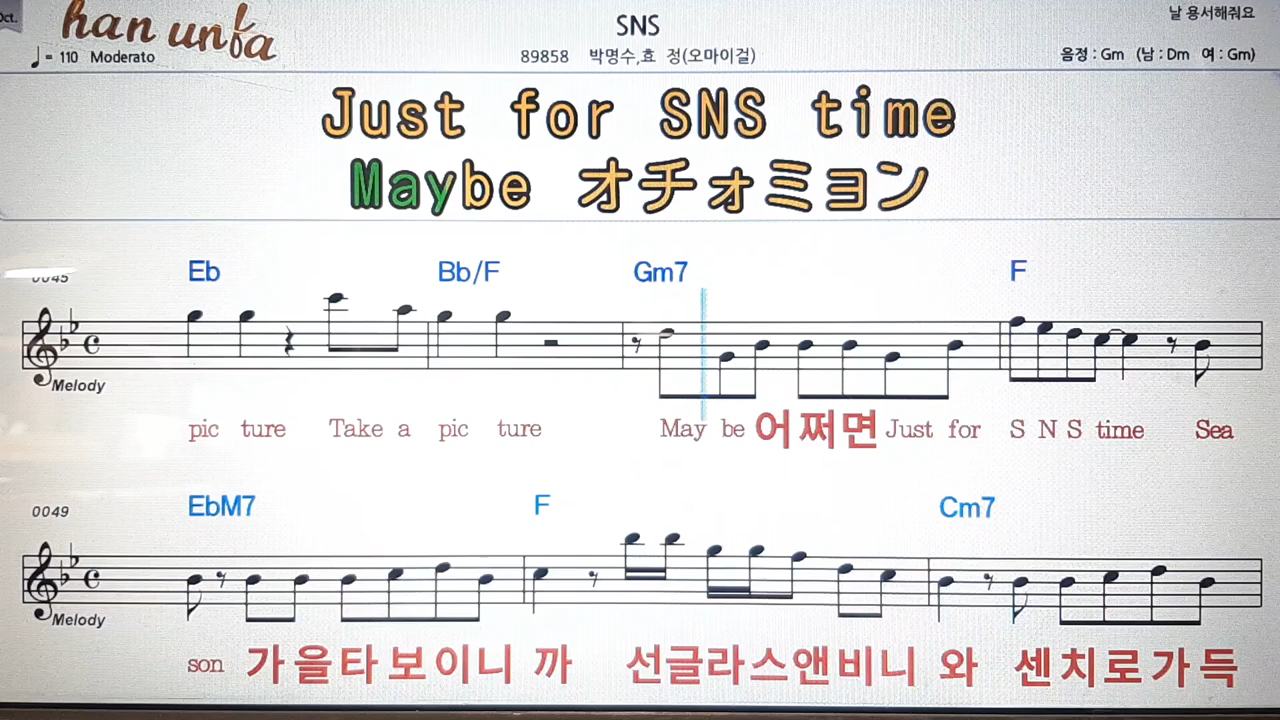 Oct.
han unfa
SNS
날 용서해줘요
♩= 110 Moderato
89858 박명수,효 정(오마이걸)
음정 : Gm (남 : Dm 여 : Gm)
Just for SNS time
Maybe オチォミョン
0045
Eb Bb/F Gm7 F
Melody
pic ture Take a pic ture May be 어쩌면 Just for S N S time Sea
0049
EbM7 F Cm7
Melody
son 가을타보이니 까 선글라스앤비니 와 센치로가득